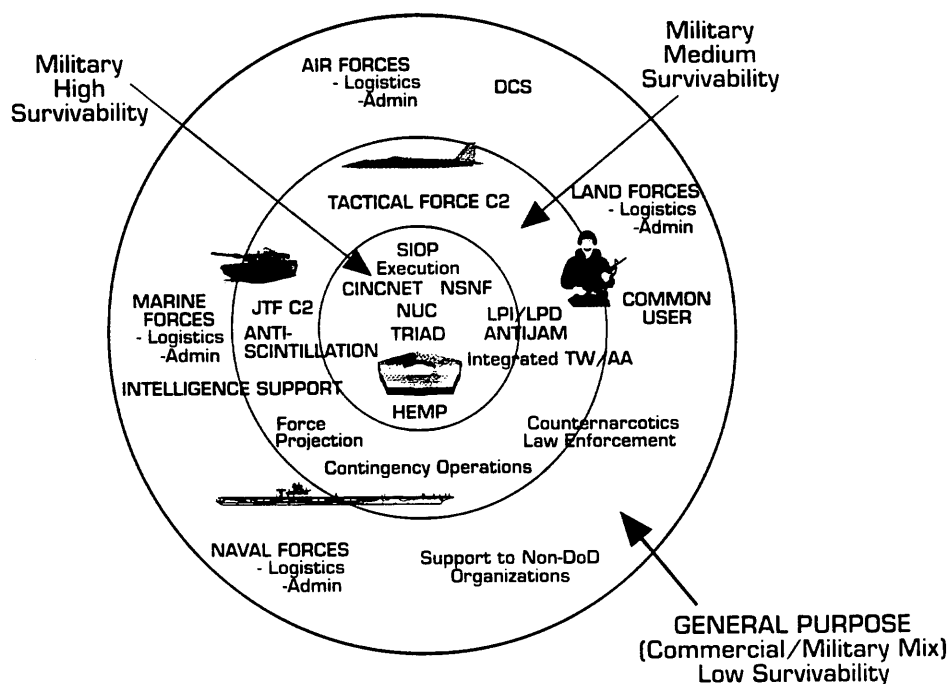 Military
High
Survivability
Military
Medium
Survivability
AIR FORCES
- Logistics
-Admin
DCS
TACTICAL FORCE C2
LAND FORCES
- Logistics
-Admin
SIOP
Execution
CINCNET NSNF
NUC
TRIAD
HEMP
MARINE
FORCES
- Logistics
-Admin
JTF C2
ANTI-
SCINTILLATION
LPI/LPD
ANTIJAM
Integrated TW/AA
COMMON
USER
INTELLIGENCE SUPPORT
Force
Projection
Counternarcotics
Law Enforcement
Contingency Operations
NAVAL FORCES
- Logistics
-Admin
Support to Non-DoD
Organizations
GENERAL PURPOSE
(Commercial/Military Mix)
Low Survivability